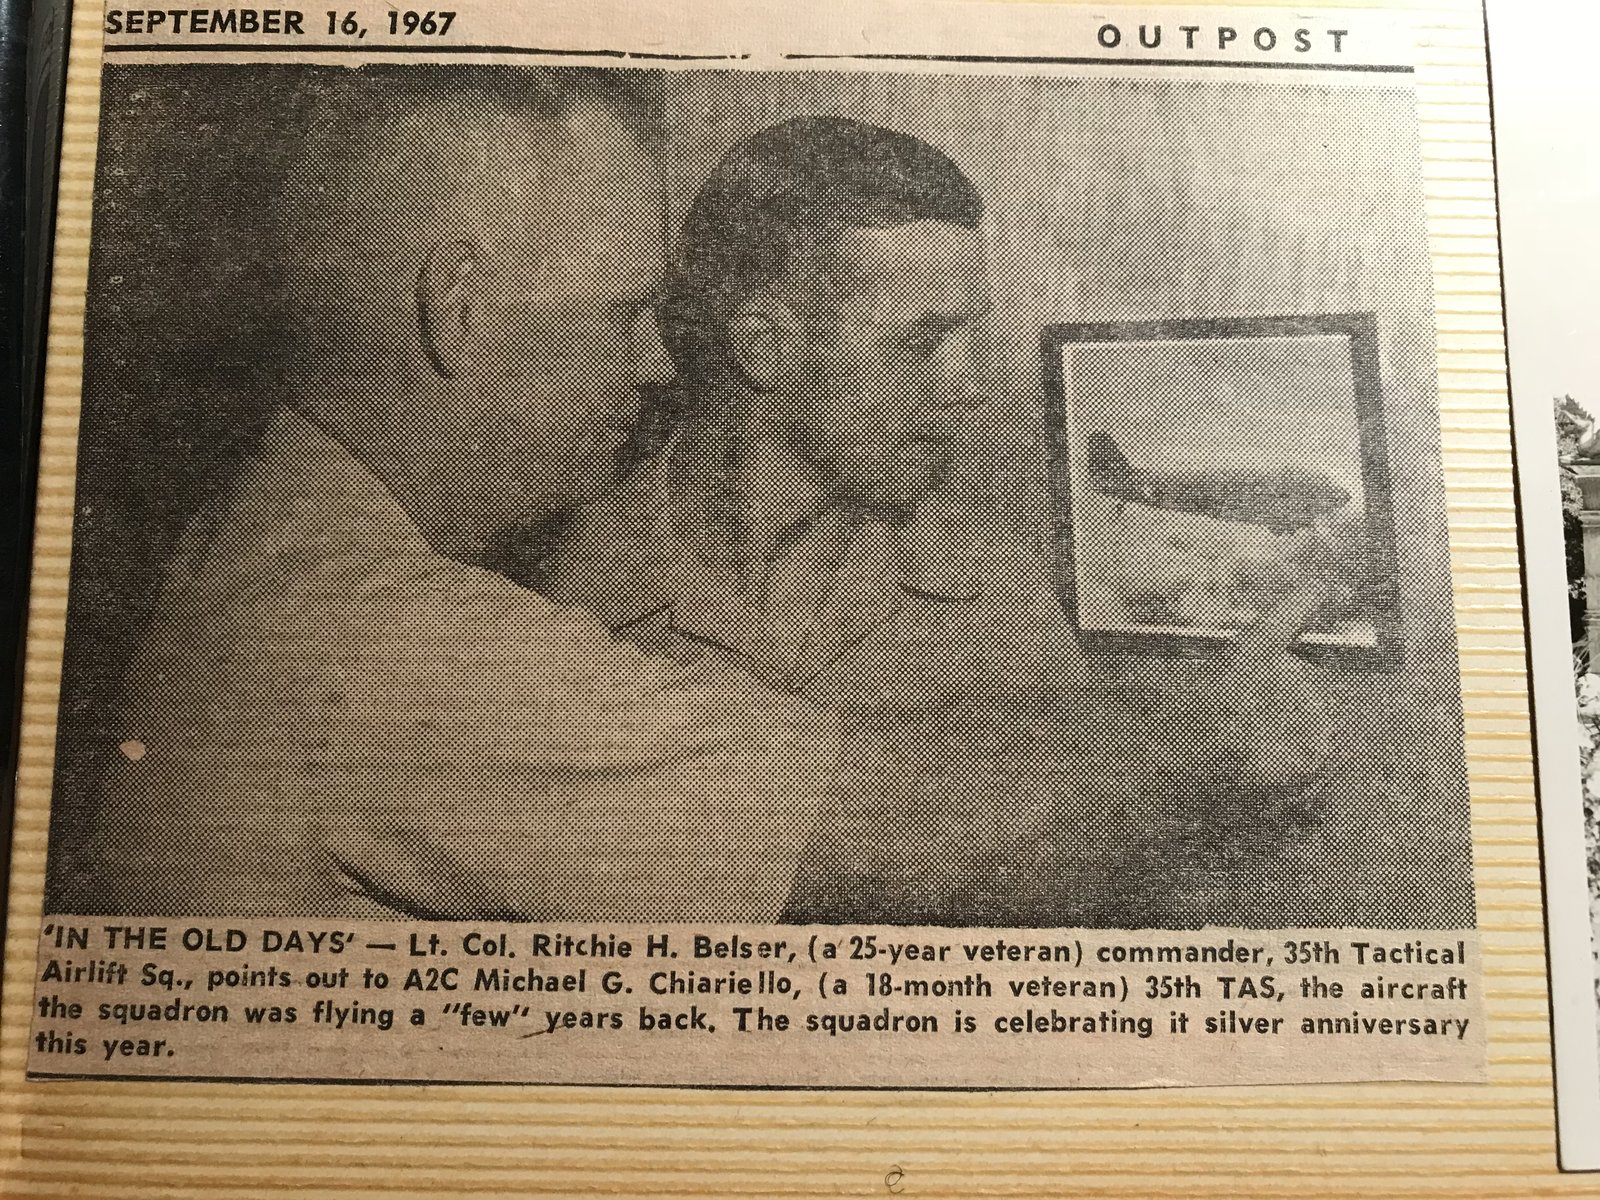 SEPTEMBER 16, 1967
OUTPOST
'IN THE OLD DAYS' — Lt. Col. Ritchie H. Belser, (a 25-year veteran) commander, 35th Tactical
Airlift Sq., points out to A2C Michael G. Chiariello, (a 18-month veteran) 35th TAS, the aircraft
the squadron was flying a "few" years back. The squadron is celebrating it silver anniversary
this year.